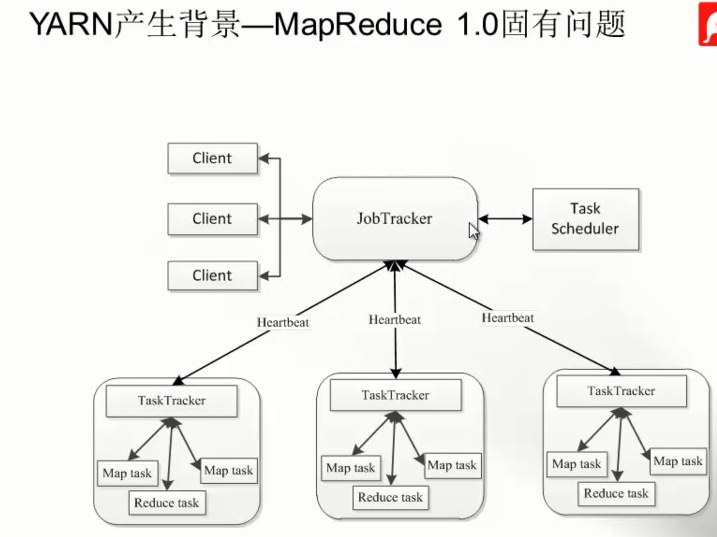 YARN产生背景—MapReduce 1.0固有问题
Client
Client
Client
JobTracker
Task
Scheduler
Heartbeat
Heartbeat
Heartbeat
TaskTracker
Map task
Map task
Reduce task
TaskTracker
Map task
Map task
Reduce task
TaskTracker
Map task
Map task
Reduce task